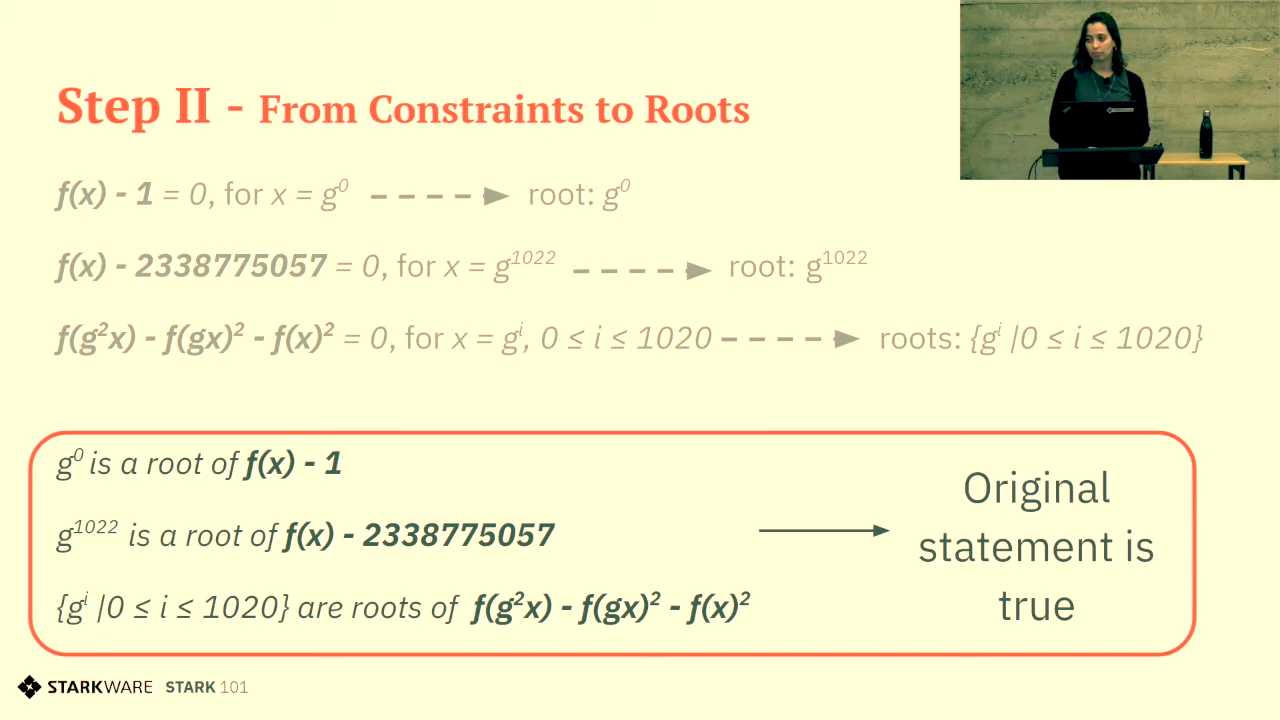 Step II - From Constraints to Roots
f(x) - 1 = 0, for x = g⁰ root: g⁰
f(x) - 2338775057 = 0, for x = g¹⁰²² root: g¹⁰²²
f(g²x) - f(gx)² - f(x)² = 0, for x = gⁱ, 0 ≤ i ≤ 1020 roots: {gⁱ |0 ≤ i ≤ 1020}
g⁰ is a root of f(x) - 1
g¹⁰²² is a root of f(x) - 2338775057
{gⁱ |0 ≤ i ≤ 1020} are roots of f(g²x) - f(gx)² - f(x)²
Original
statement is
true
STARKWARE STARK 101